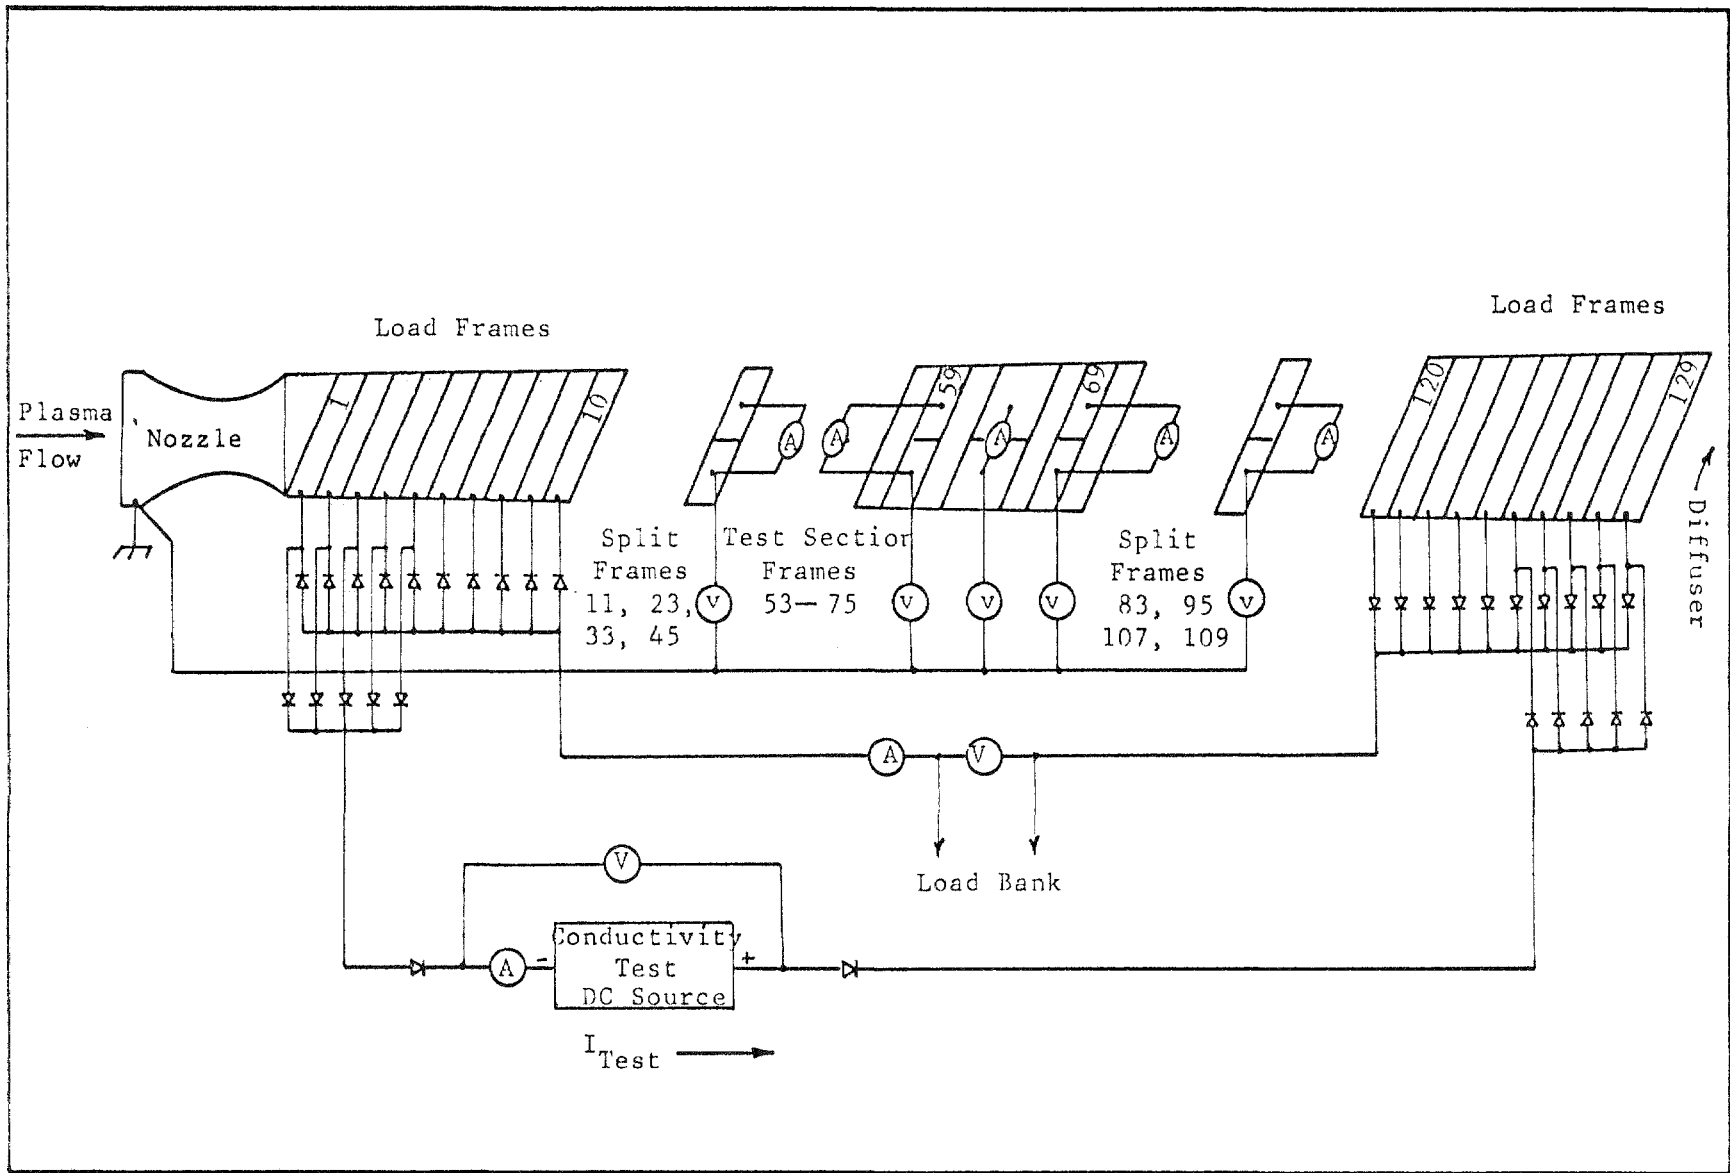 Load Frames
Load Frames
Plasma
Flow
Nozzle
1
10
A
A
59
A
69
A
A
120
129
Diffuser
Split
Frames
11, 23,
33, 45
V
Test Section
Frames
53—75
V
V
V
Split
Frames
83, 95
107, 109
V
A
V
Load Bank
V
A
-
Conductivity
Test
DC Source
+
I Test